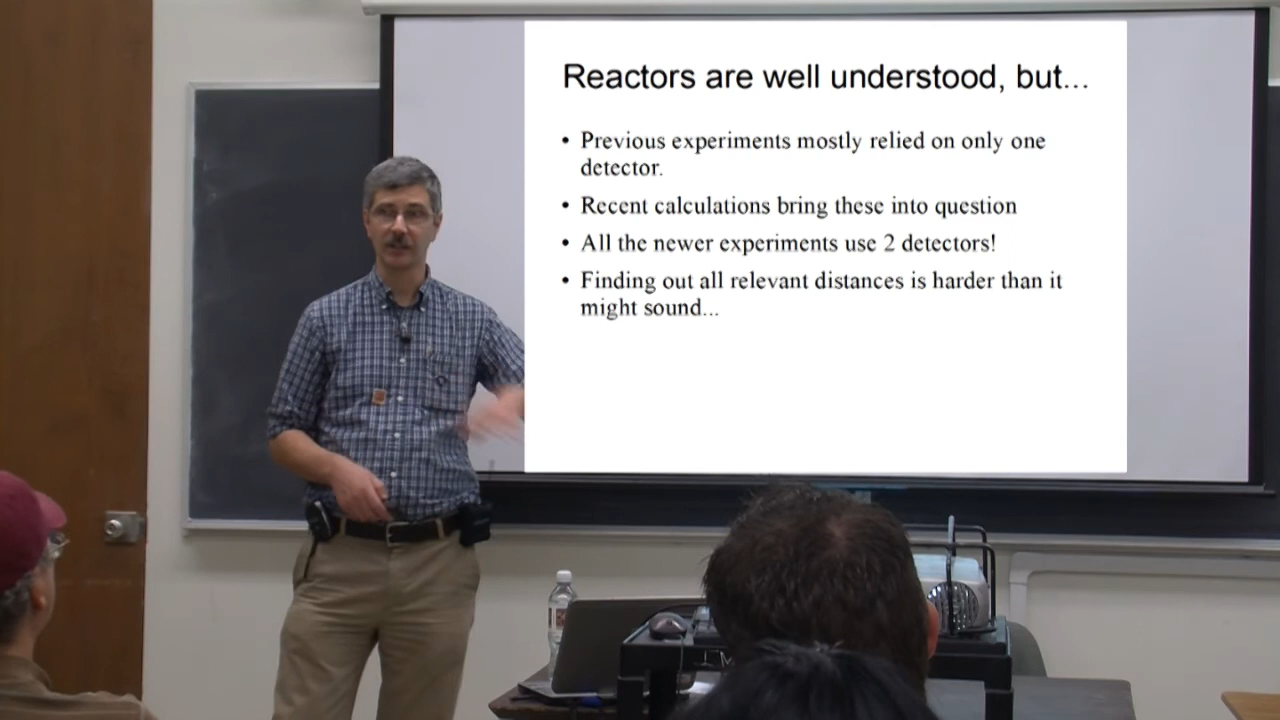 Reactors are well understood, but...
• Previous experiments mostly relied on only one
detector.
• Recent calculations bring these into question
• All the newer experiments use 2 detectors!
• Finding out all relevant distances is harder than it
might sound...